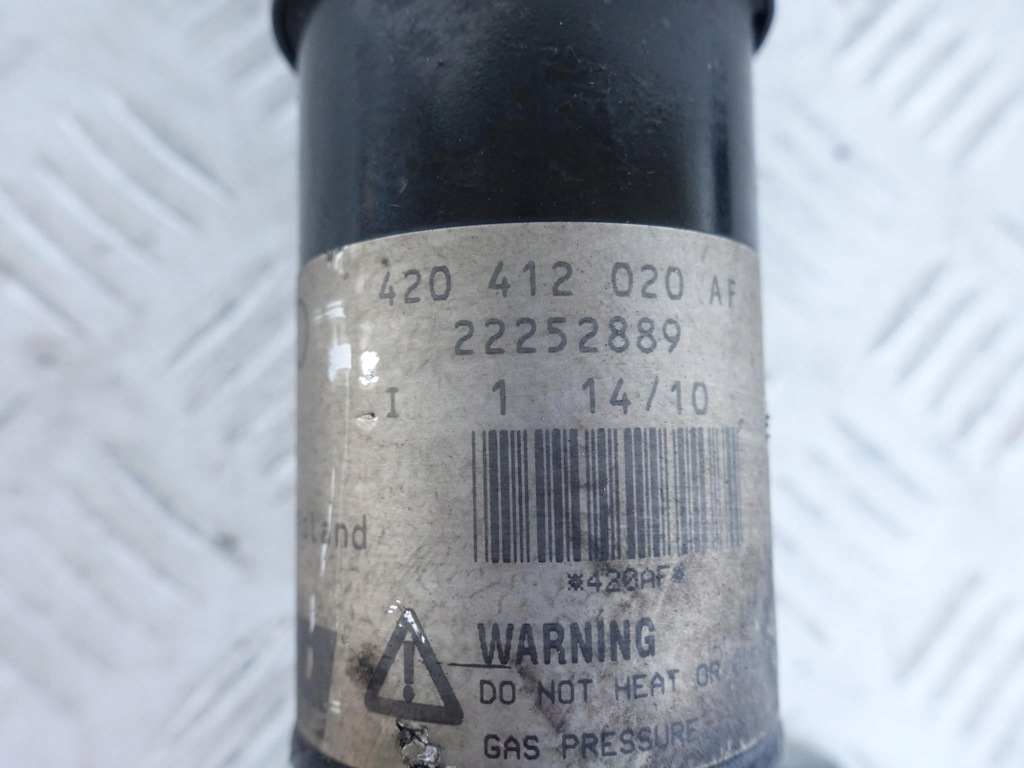 420 412 020 AF
22252889
I 1 14/10
*420AF*
WARNING
DO NOT HEAT OR
GAS PRESSURE